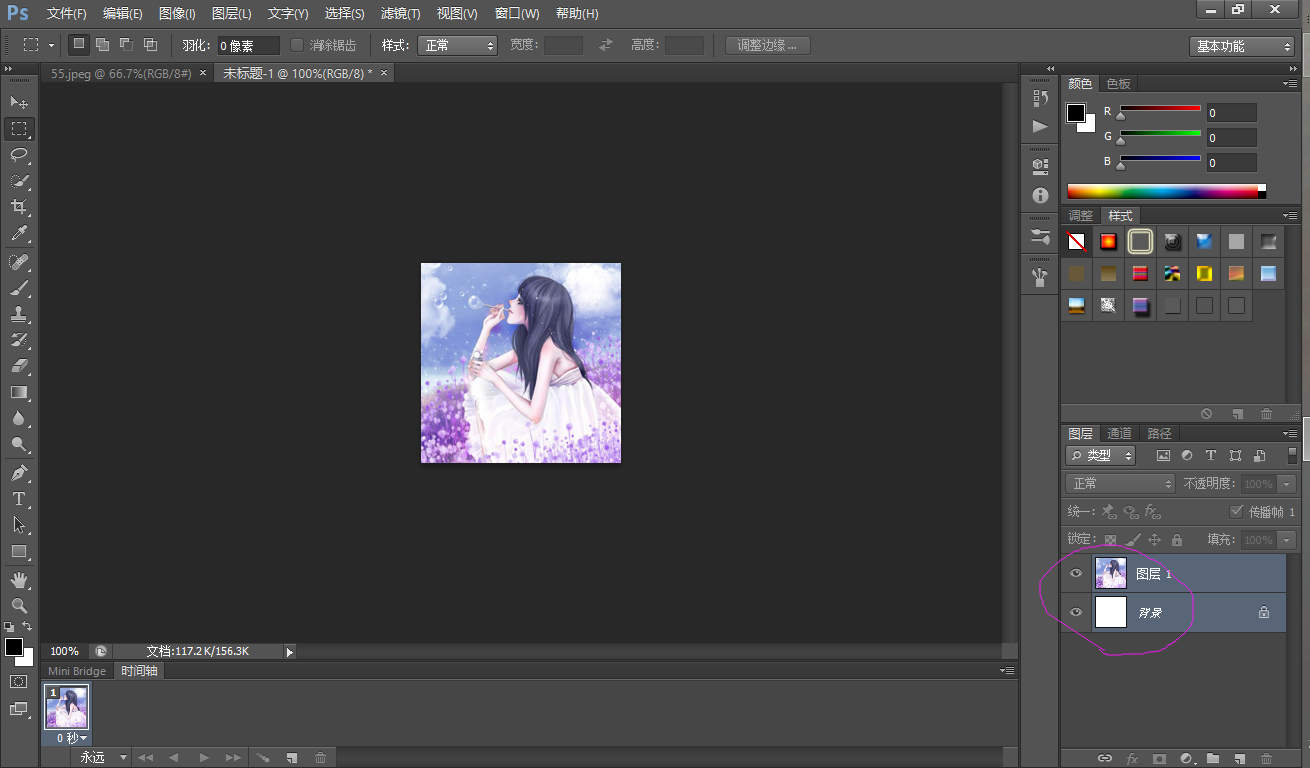 Ps 文件(F) 编辑(E) 图像(I) 图层(L) 文字(Y) 选择(S) 滤镜(T) 视图(V) 窗口(W) 帮助(H)
羽化: 0 像素 消除锯齿 样式: 正常 宽度: 高度: 调整边缘... 基本功能
55.jpeg @ 66.7%(RGB/8#) × 未标题-1 @ 100%(RGB/8) * ×
颜色 色板
R 0
G 0
B 0
调整 样式
图层 通道 路径
类型
正常 不透明度: 100%
统一: 传播帧 1
锁定: 填充: 100%
图层 1
背景
100% 文档:117.2K/156.3K
Mini Bridge 时间轴
1
0 秒
永远